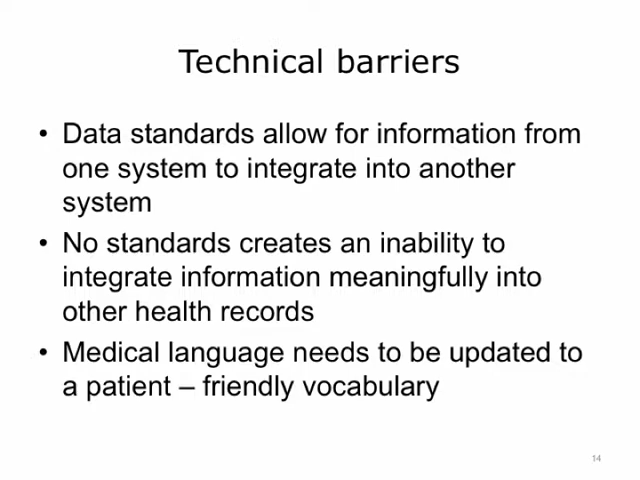 Technical barriers
• Data standards allow for information from
one system to integrate into another
system
• No standards creates an inability to
integrate information meaningfully into
other health records
• Medical language needs to be updated to
a patient – friendly vocabulary
14